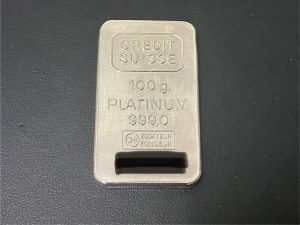 CREDIT
SUISSE
100 g
PLATINUM
999,0
ESSAYEUR
FONDEUR